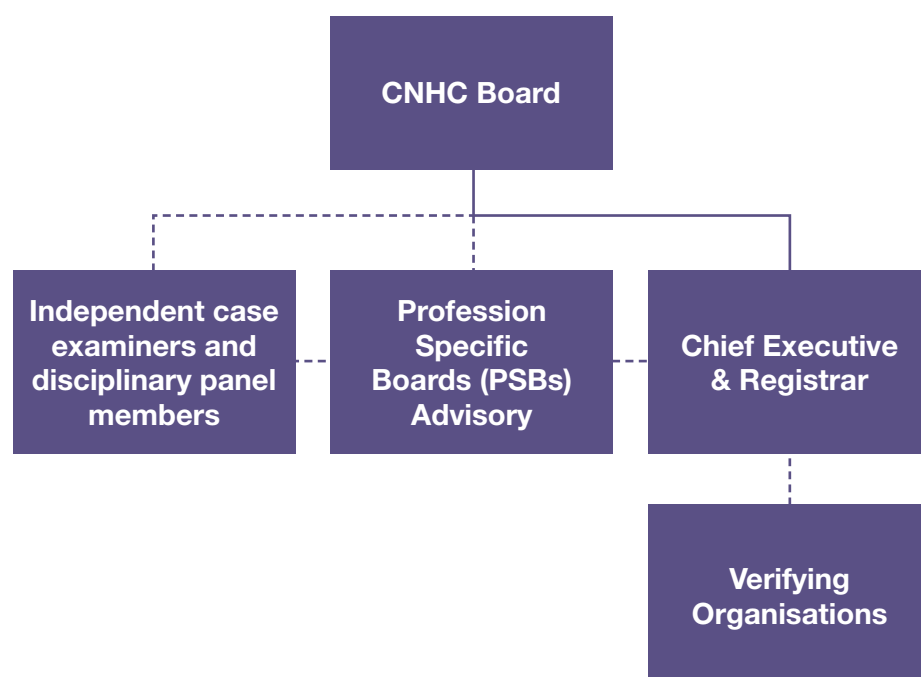 CNHC Board
Independent case
examiners and
disciplinary panel
members
Profession
Specific
Boards (PSBs)
Advisory
Chief Executive
& Registrar
Verifying
Organisations